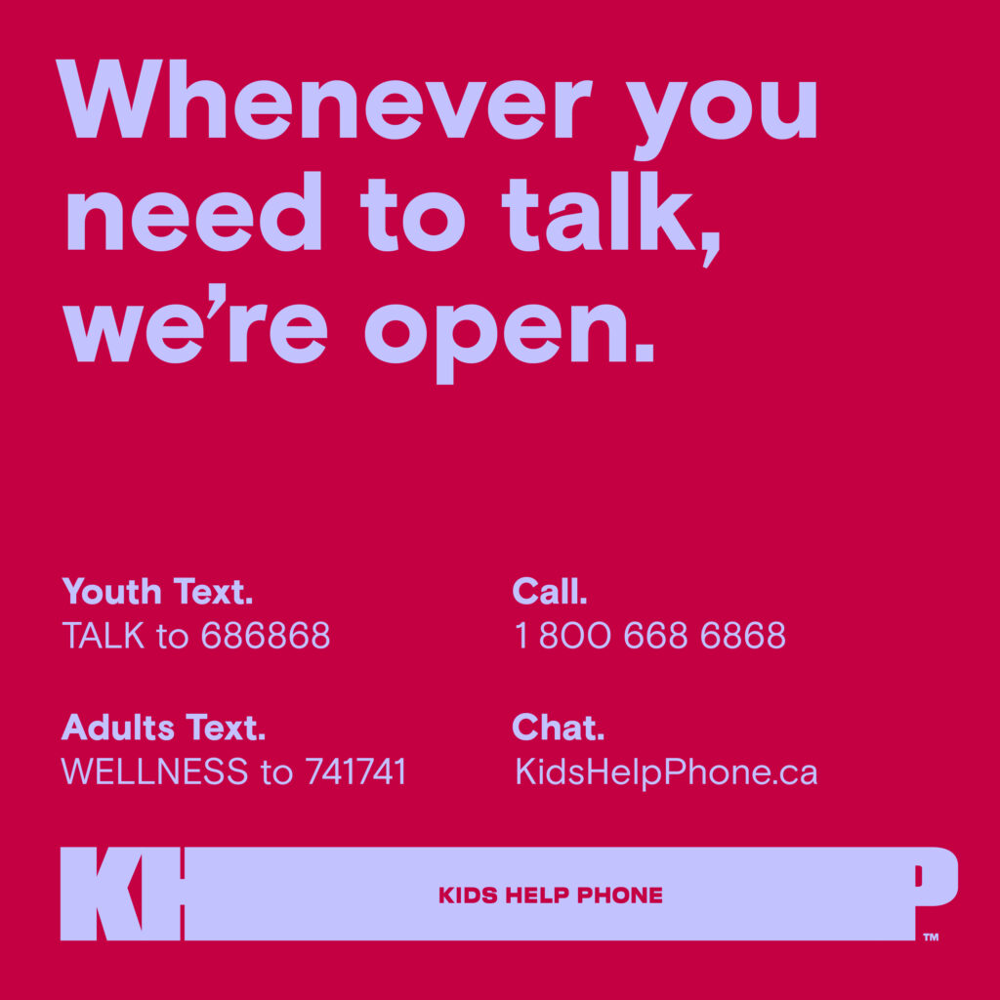 Whenever you
need to talk,
we’re open.
Youth Text.
TALK to 686868
Call.
1 800 668 6868
Adults Text.
WELLNESS to 741741
Chat.
KidsHelpPhone.ca
KHP
KIDS HELP PHONE
™